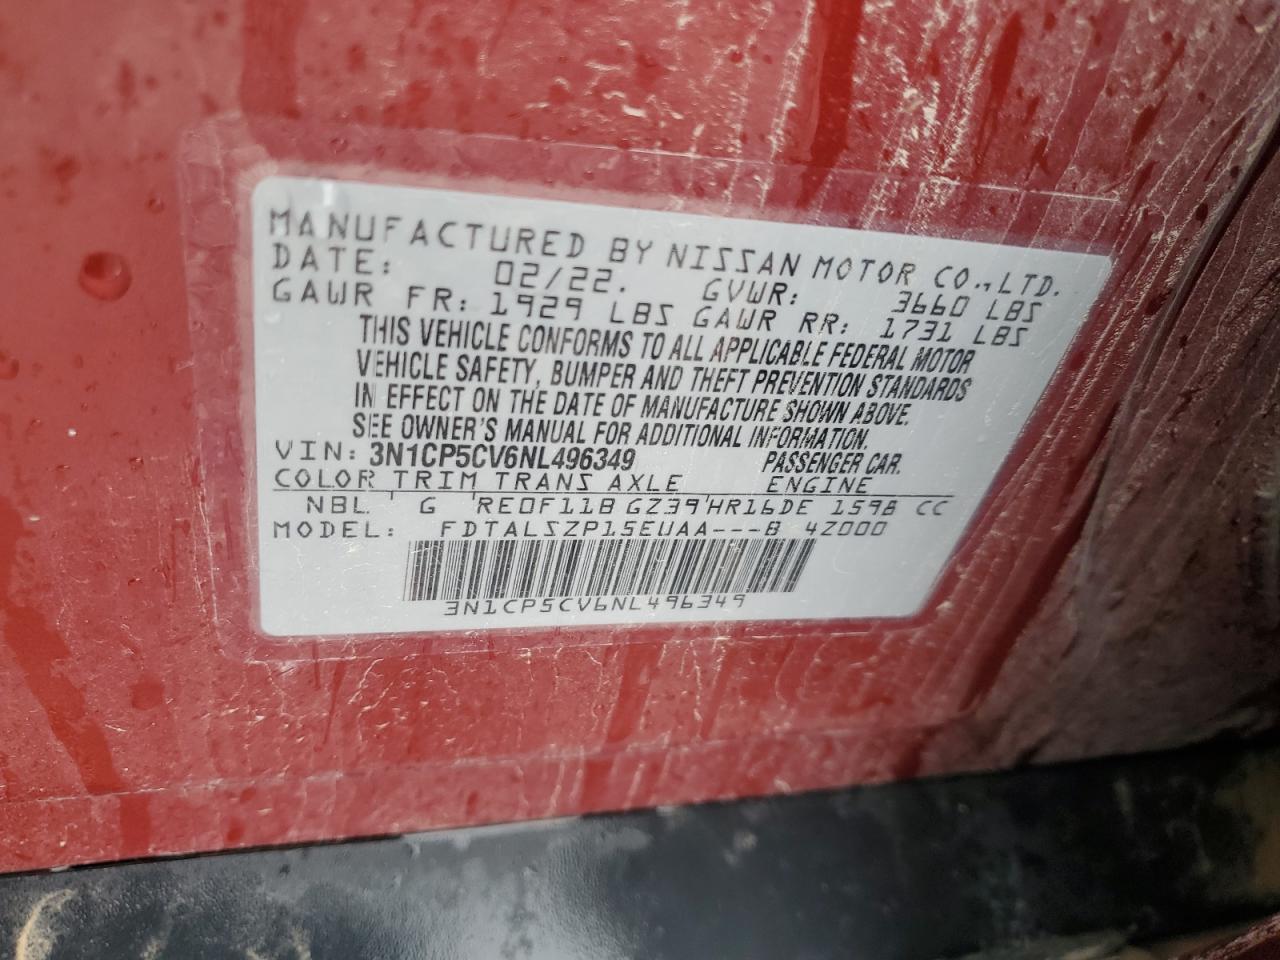 MANUFACTURED BY NISSAN MOTOR CO.,LTD.
DATE: 02/22. GVWR: 3660 LBS
GAWR FR: 1929 LBS GAWR RR: 1731 LBS
THIS VEHICLE CONFORMS TO ALL APPLICABLE FEDERAL MOTOR
VEHICLE SAFETY, BUMPER AND THEFT PREVENTION STANDARDS
IN EFFECT ON THE DATE OF MANUFACTURE SHOWN ABOVE.
SEE OWNER'S MANUAL FOR ADDITIONAL INFORMATION.
VIN: 3N1CP5CV6NL496349 PASSENGER CAR.
COLOR TRIM TRANS AXLE ENGINE
NBL G RE0F11B GZ39 HR16DE 1598 CC
MODEL: FDTALSZP15EUAA---B 4Z000
3N1CP5CV6NL496349